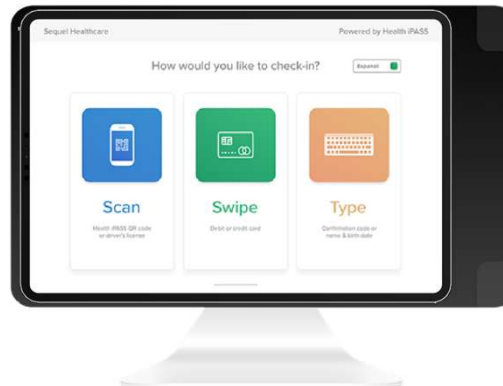 Sequel Healthcare
Powered by Health iPASS
How would you like to check-in?
Espanol
Scan
Health iPASS QR code
or driver's license
Swipe
Debit or credit card
Type
Confirmation code or
name & birth date